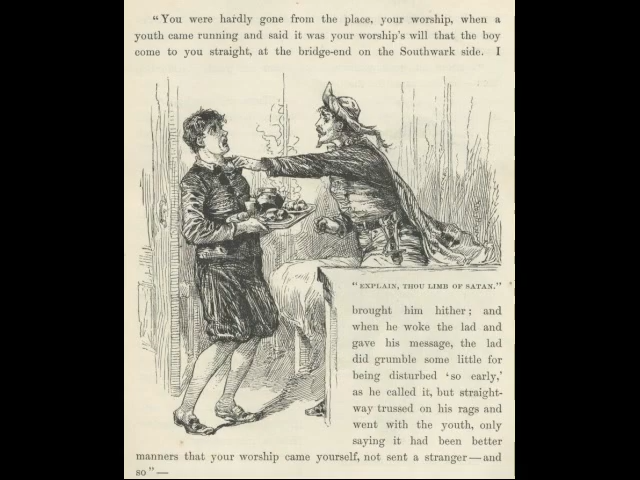 "You were hardly gone from the place, your worship, when a
youth came running and said it was your worship's will that the boy
come to you straight, at the bridge-end on the Southwark side. I
"EXPLAIN, THOU LIMB OF SATAN."
brought him hither; and
when he woke the lad and
gave his message, the lad
did grumble some little for
being disturbed 'so early,'
as he called it, but straight-
way trussed on his rags and
went with the youth, only
saying it had been better
manners that your worship came yourself, not sent a stranger—and
so"—